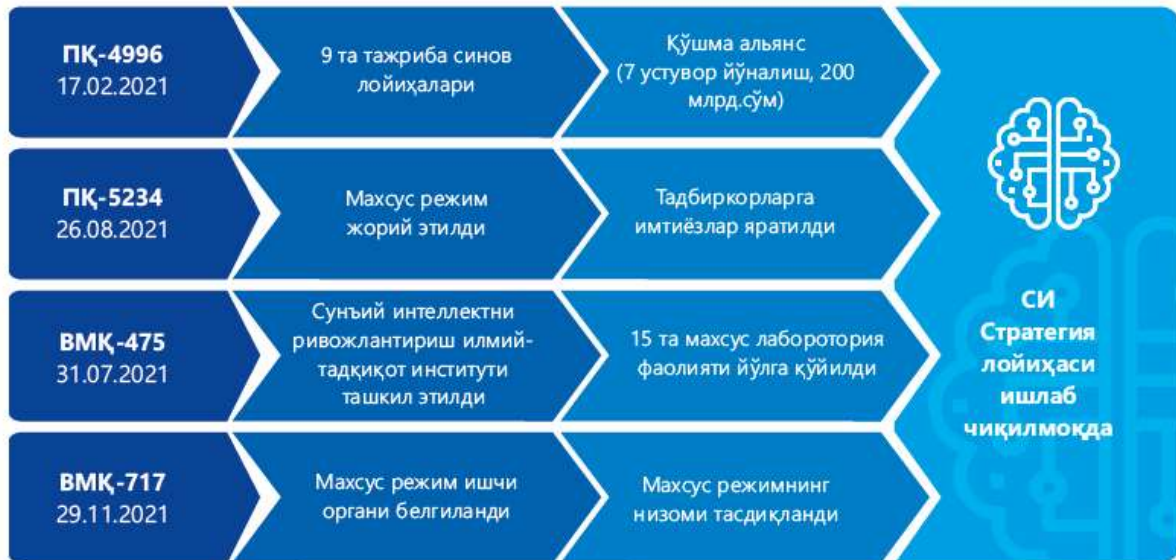 ПҚ-4996
17.02.2021
9 та тажриба синов
лойиҳалари
Қўшма альянс
(7 устувор йўналиш, 200
млрд.сўм)
ПҚ-5234
26.08.2021
Махсус режим
жорий этилди
Тадбиркорларга
имтиёзлар яратилди
ВМҚ-475
31.07.2021
Сунъий интеллектни
ривожлантириш илмий-
тадқиқот институти
ташкил этилди
15 та махсус лаборотория
фаолияти йўлга қўйилди
ВМҚ-717
29.11.2021
Махсус режим ишчи
органи белгиланди
Махсус режимнинг
низоми тасдиқланди
СИ
Стратегия
лойиҳаси
ишлаб
чиқилмоқда